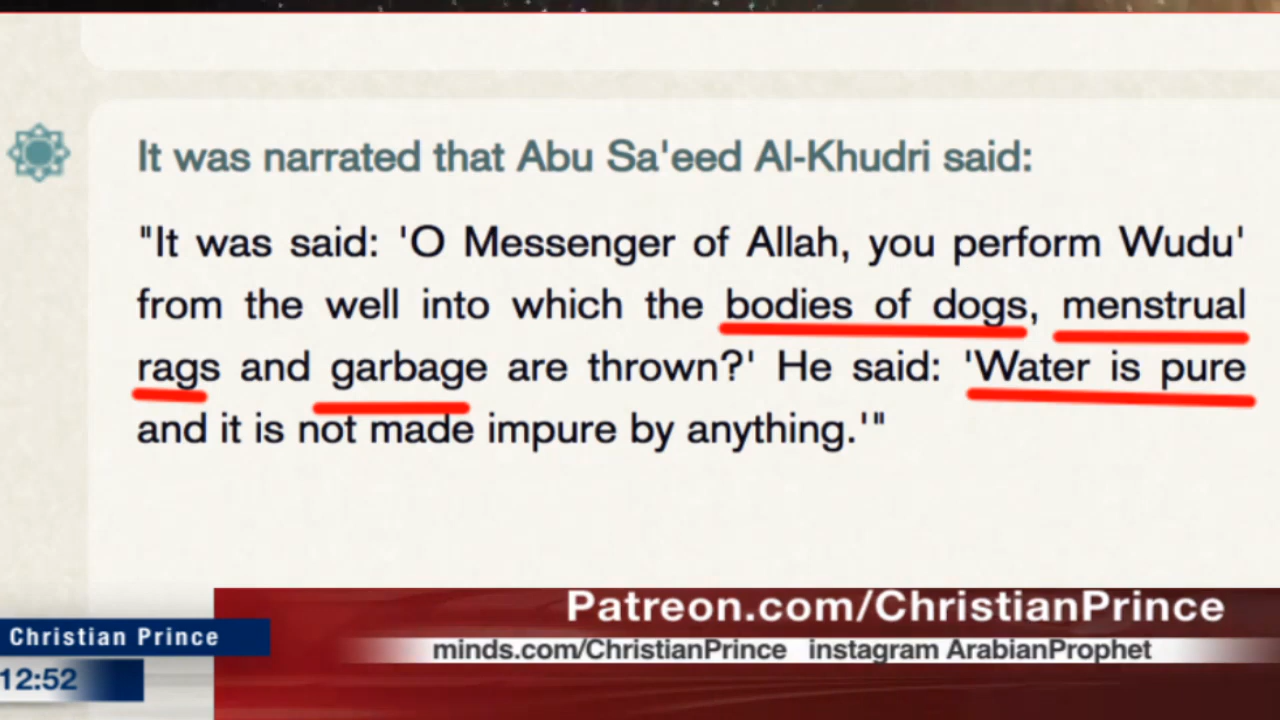 It was narrated that Abu Sa'eed Al-Khudri said:
"It was said: 'O Messenger of Allah, you perform Wudu'
from the well into which the bodies of dogs, menstrual
rags and garbage are thrown?' He said: 'Water is pure
and it is not made impure by anything.'"
Patreon.com/ChristianPrince
Christian Prince
minds.com/ChristianPrince instagram ArabianProphet
12:52